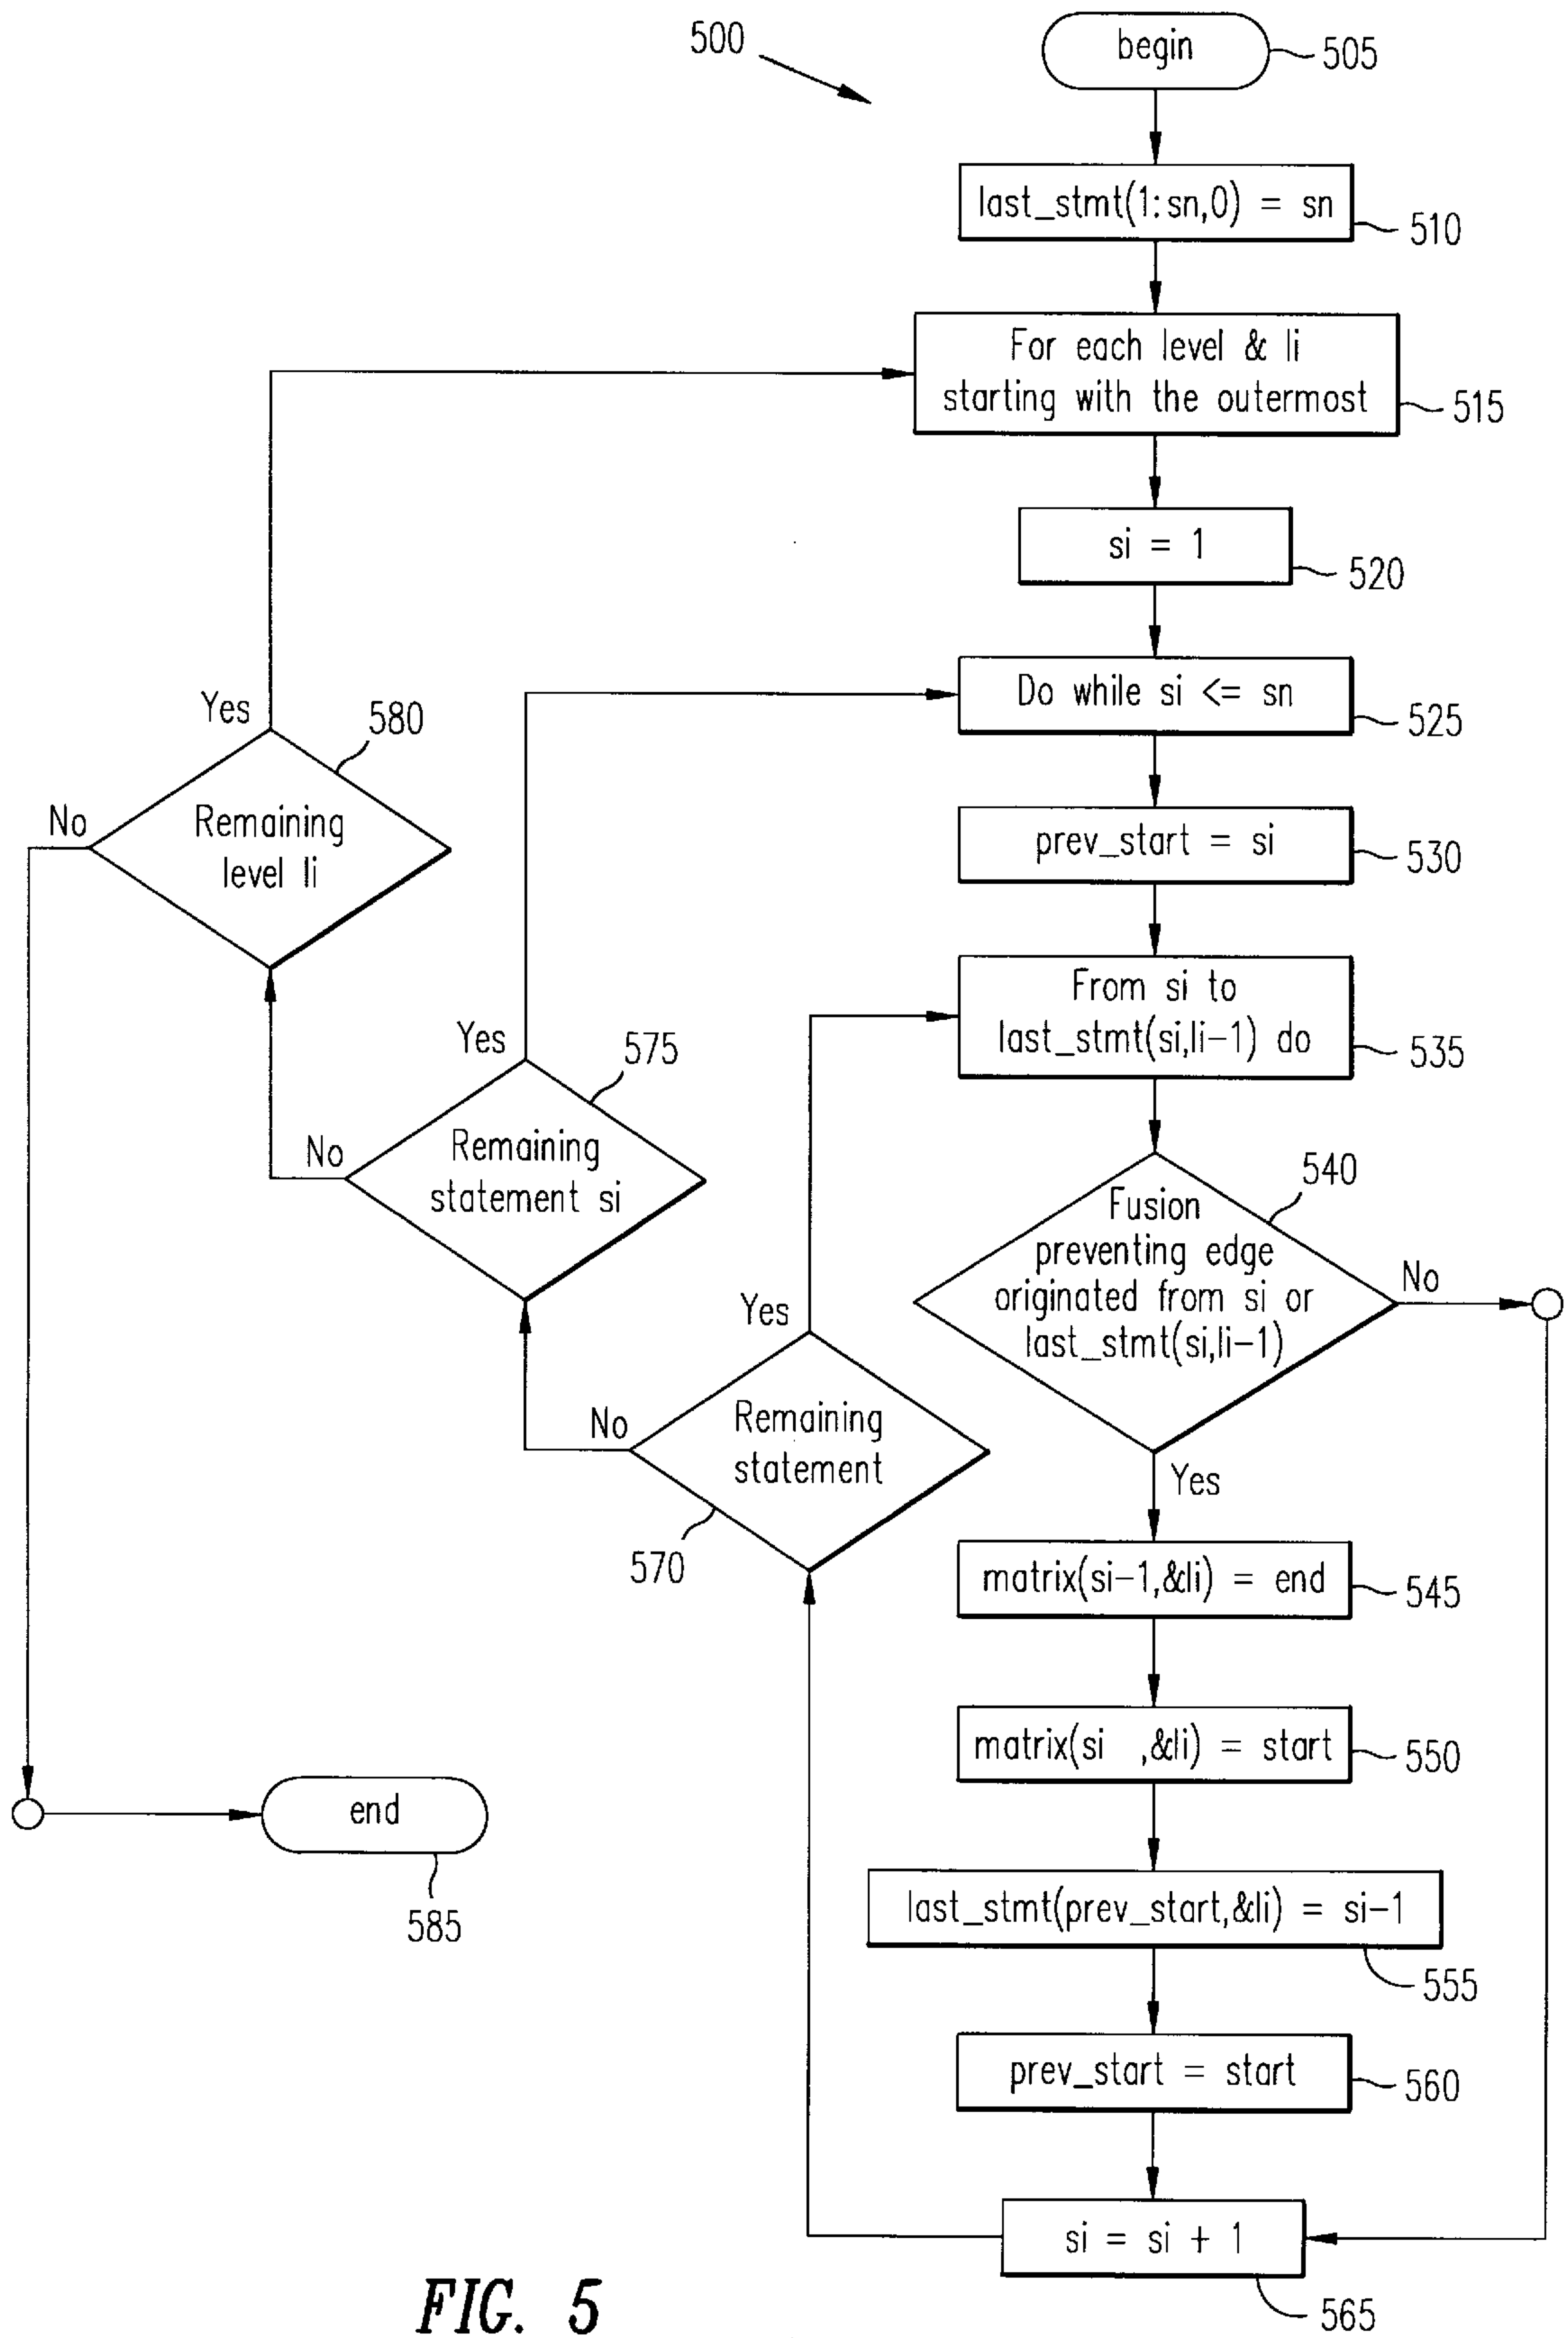 500
begin
505
last_stmt(1:sn,0) = sn
510
For each level & li
starting with the outermost
515
si = 1
520
Do while si <= sn
525
prev_start = si
530
From si to
last_stmt(si,li-1) do
535
Fusion
preventing edge
originated from si or
last_stmt(si,li-1)
540
No
Yes
matrix(si-1,&li) = end
545
matrix(si ,&li) = start
550
last_stmt(prev_start,&li) = si-1
555
prev_start = start
560
si = si + 1
565
Remaining
statement
570
Yes
No
Remaining
statement si
575
Yes
No
Remaining
level li
580
Yes
No
end
585
FIG. 5